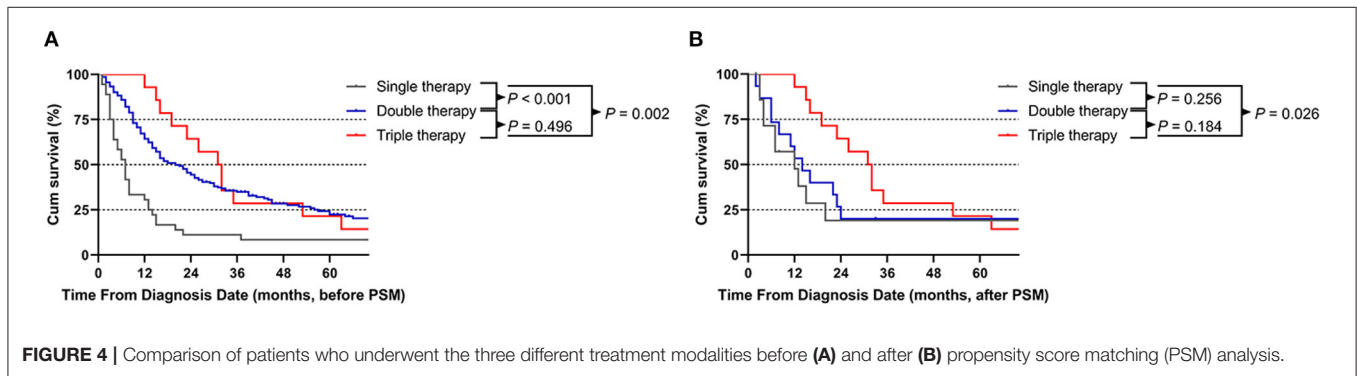 A
Cum survival (%)
100
75
50
25
0
0 12 24 36 48 60
Time From Diagnosis Date (months, before PSM)
Single therapy
Double therapy
Triple therapy
P < 0.001
P = 0.496
P = 0.002
B
Cum survival (%)
100
75
50
25
0
0 12 24 36 48 60
Time From Diagnosis Date (months, after PSM)
Single therapy
Double therapy
Triple therapy
P = 0.256
P = 0.184
P = 0.026
FIGURE 4 | Comparison of patients who underwent the three different treatment modalities before (A) and after (B) propensity score matching (PSM) analysis.